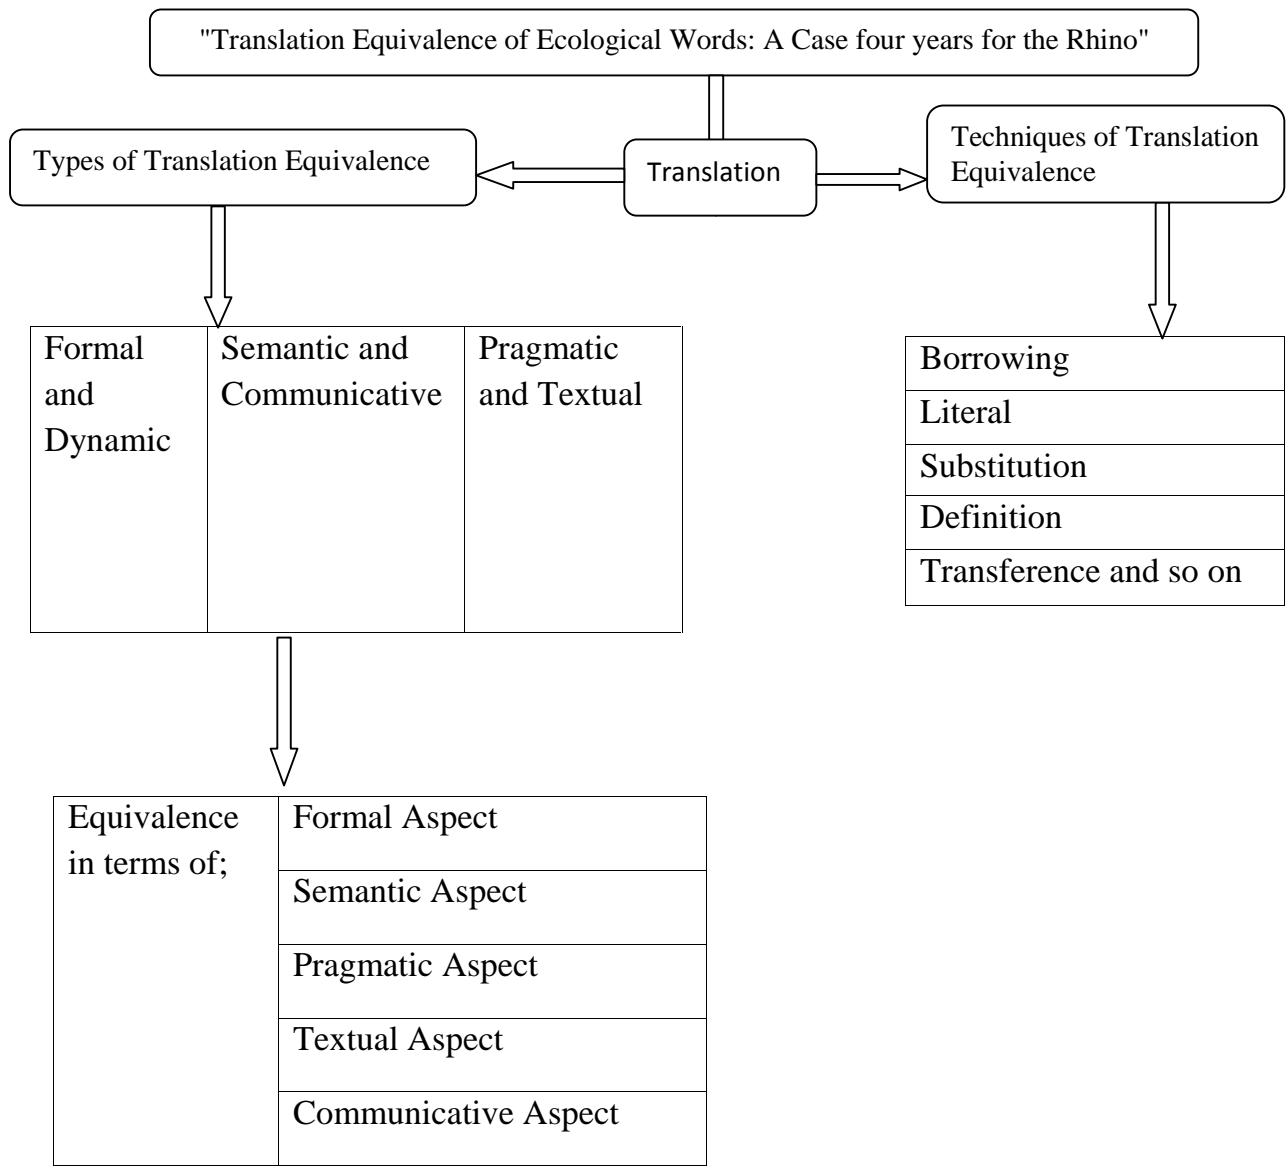 "Translation Equivalence of Ecological Words: A Case four years for the Rhino"
Types of Translation Equivalence
Translation
Techniques of Translation
Equivalence
Formal
and
Dynamic
Semantic and
Communicative
Pragmatic
and Textual
Borrowing
Literal
Substitution
Definition
Transference and so on
Equivalence
in terms of;
Formal Aspect
Semantic Aspect
Pragmatic Aspect
Textual Aspect
Communicative Aspect